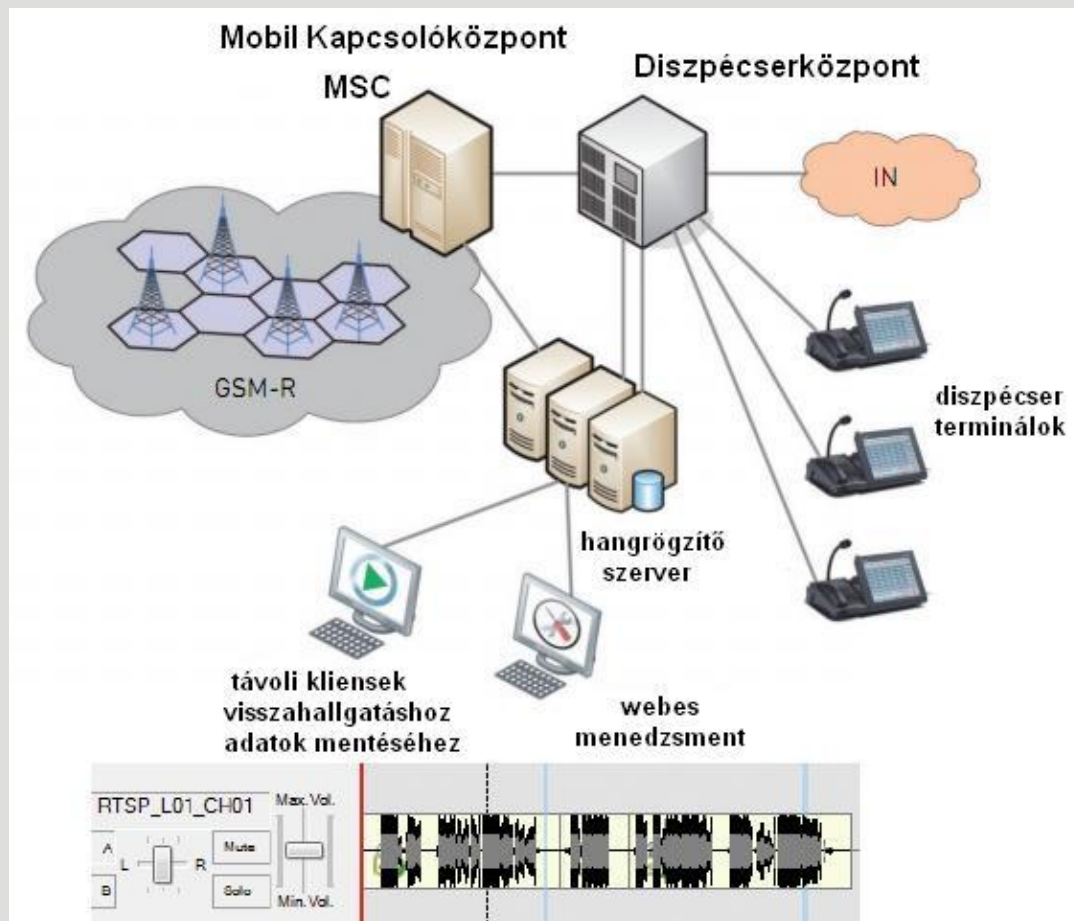 Mobil Kapcsolóközpont
MSC
Diszpécserközpont
IN
GSM-R
diszpécser
terminálok
hangrögzítő
szerver
távoli kliensek
visszahallgatáshoz
adatok mentéséhez
webes
menedzsment
RTSP_L01_CH01
Max. Vol.
A
L
R
Mute
B
Solo
Min. Vol.